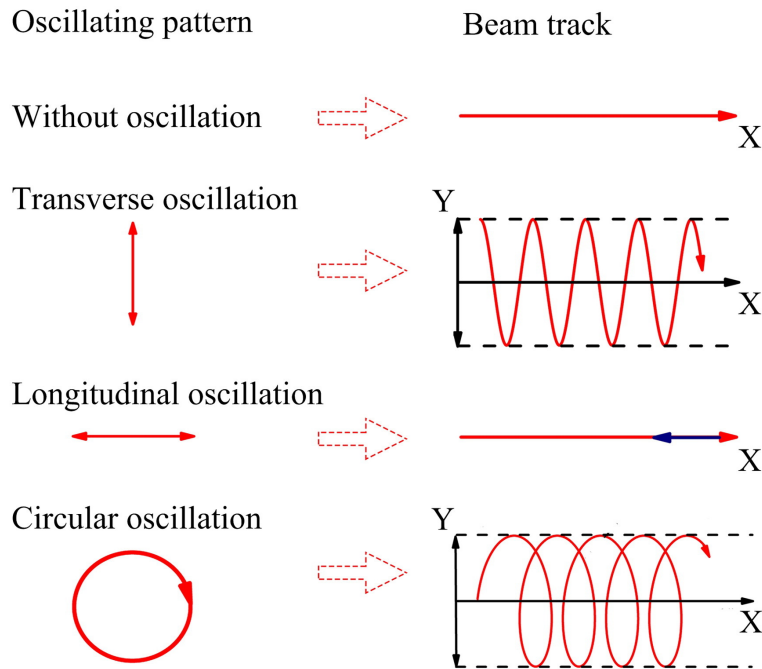 Oscillating pattern
Beam track
Without oscillation
X
Transverse oscillation
Y
X
Longitudinal oscillation
X
Circular oscillation
Y
X